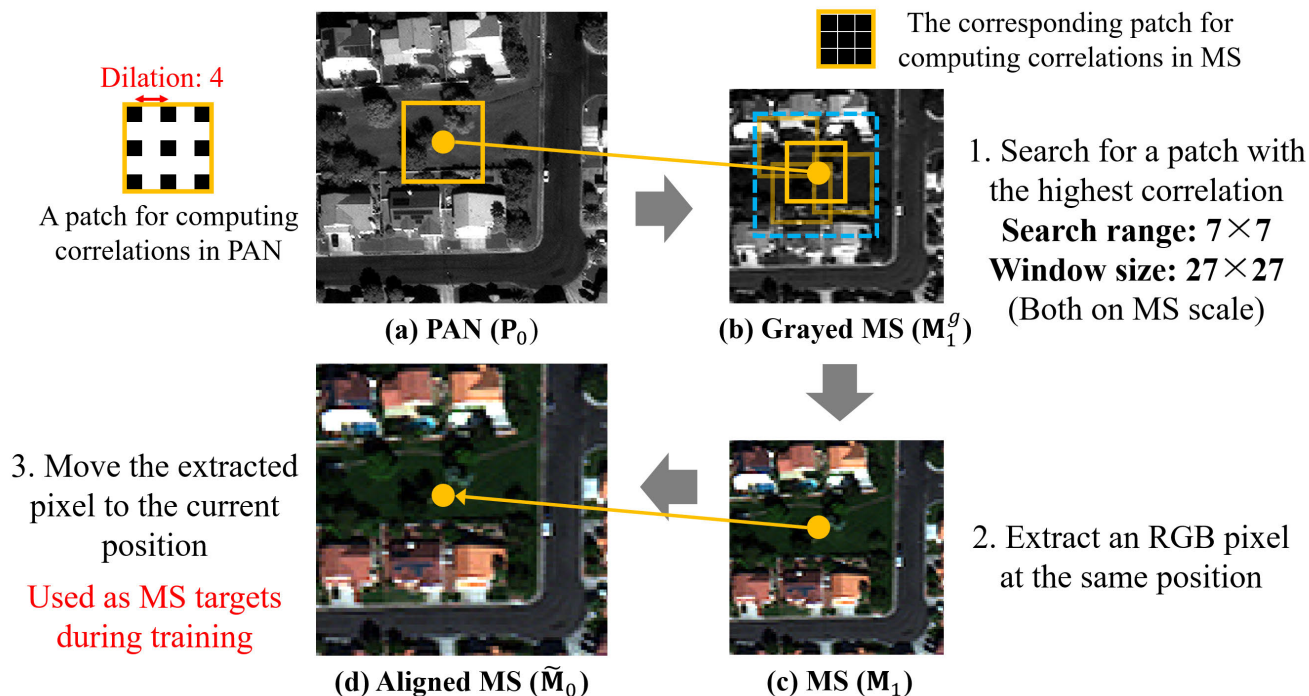 Dilation: 4
A patch for computing
correlations in PAN
(a) PAN (P₀)
The corresponding patch for
computing correlations in MS
(b) Grayed MS (M₁ᵍ)
1. Search for a patch with
the highest correlation
Search range: 7×7
Window size: 27×27
(Both on MS scale)
2. Extract an RGB pixel
at the same position
(c) MS (M₁)
3. Move the extracted
pixel to the current
position
Used as MS targets
during training
(d) Aligned MS (M̃₀)